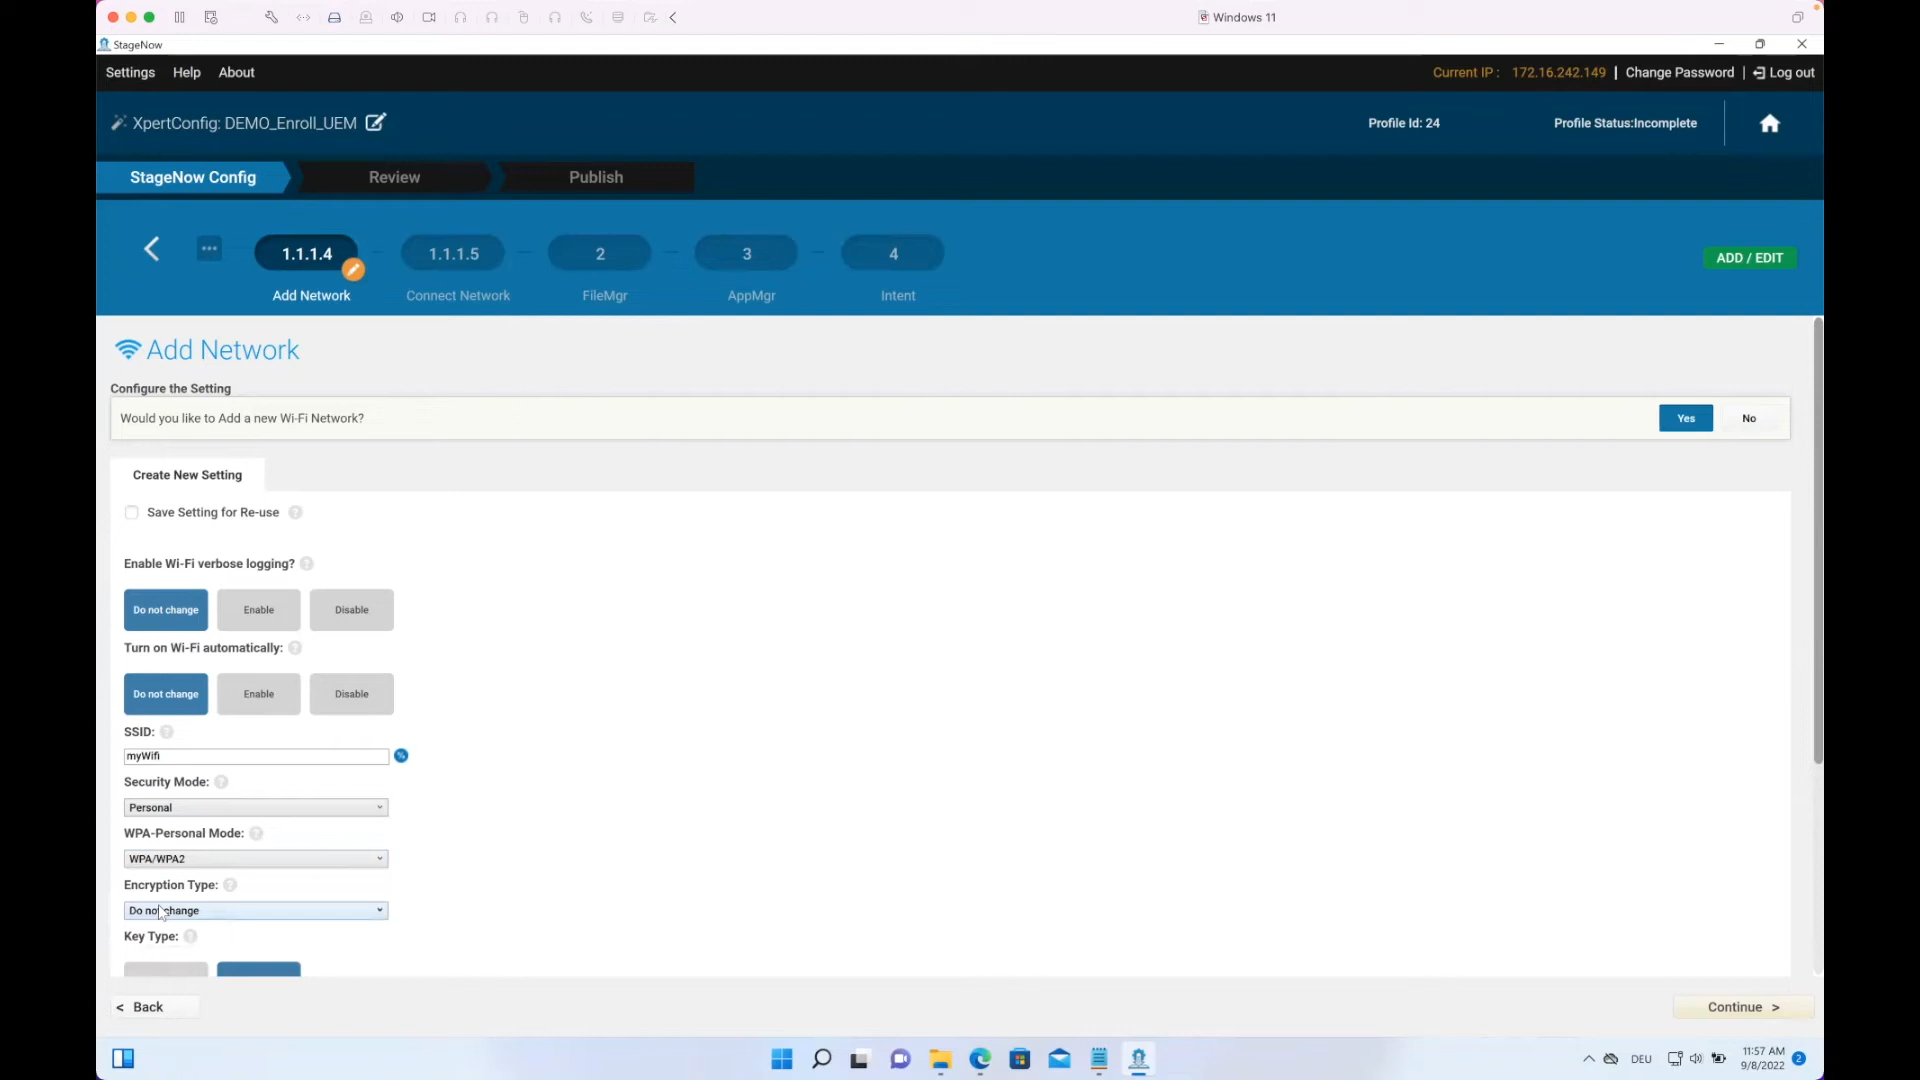 Windows 11
StageNow
Settings Help About
Current IP : 172.16.242.149 | Change Password | Log out
XpertConfig: DEMO_Enroll_UEM
Profile Id: 24
Profile Status:Incomplete
StageNow Config
Review
Publish
...
1.1.1.4
1.1.1.5
2
3
4
ADD / EDIT
Add Network
Connect Network
FileMgr
AppMgr
Intent
Add Network
Configure the Setting
Would you like to Add a new Wi-Fi Network?
Yes
No
Create New Setting
Save Setting for Re-use ?
Enable Wi-Fi verbose logging? ?
Do not change
Enable
Disable
Turn on Wi-Fi automatically: ?
Do not change
Enable
Disable
SSID: ?
myWifi
%
Security Mode: ?
Personal
WPA-Personal Mode: ?
WPA/WPA2
Encryption Type: ?
Do not change
Key Type: ?
< Back
Continue >
DEU
11:57 AM
9/8/2022
2